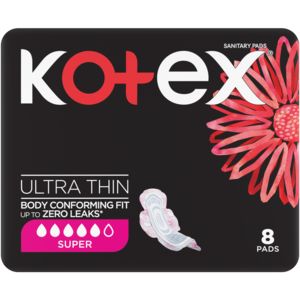 SANITARY PADS
Kotex®
ULTRA THIN
BODY CONFORMING FIT
UP TO ZERO LEAKS*
SUPER
8
PADS